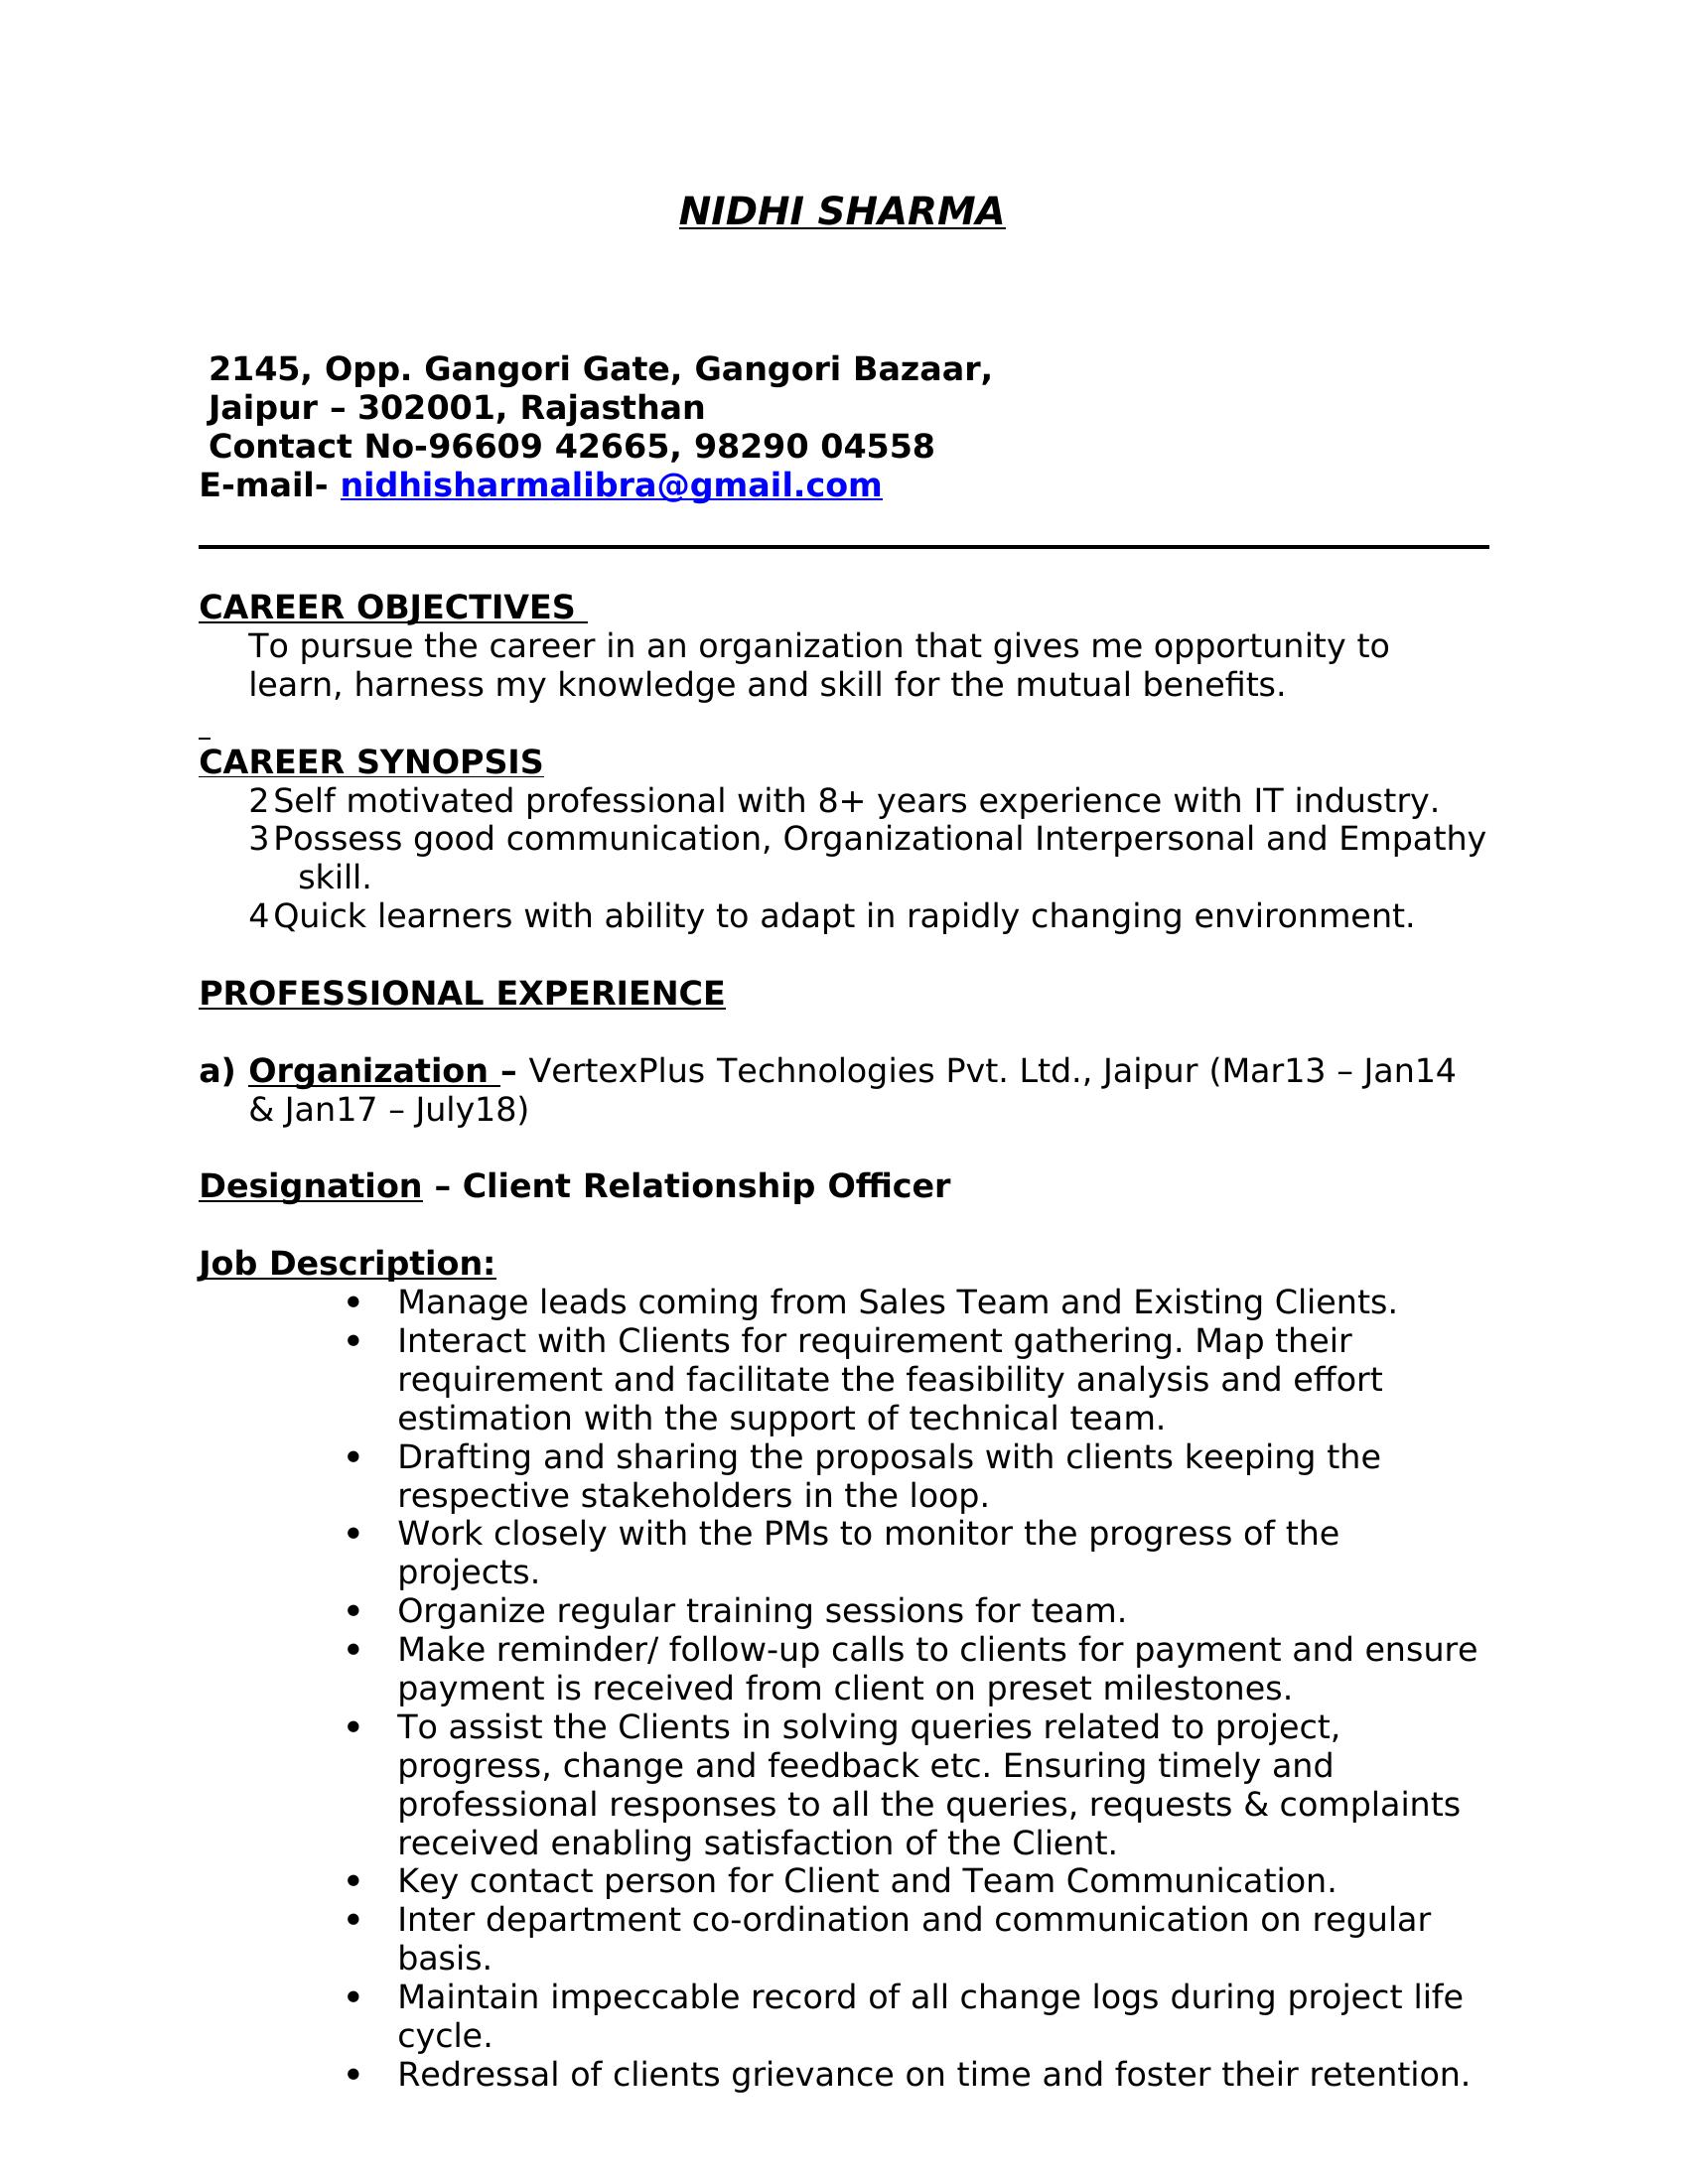 NIDHI SHARMA
2145, Opp. Gangori Gate, Gangori Bazaar,
Jaipur – 302001, Rajasthan
Contact No-96609 42665, 98290 04558
E-mail- nidhisharmalibra@gmail.com
CAREER OBJECTIVES
To pursue the career in an organization that gives me opportunity to
learn, harness my knowledge and skill for the mutual benefits.
CAREER SYNOPSIS
2 Self motivated professional with 8+ years experience with IT industry.
3 Possess good communication, Organizational Interpersonal and Empathy
skill.
4 Quick learners with ability to adapt in rapidly changing environment.
PROFESSIONAL EXPERIENCE
a) Organization – VertexPlus Technologies Pvt. Ltd., Jaipur (Mar13 – Jan14
& Jan17 – July18)
Designation – Client Relationship Officer
Job Description:
• Manage leads coming from Sales Team and Existing Clients.
• Interact with Clients for requirement gathering. Map their
requirement and facilitate the feasibility analysis and effort
estimation with the support of technical team.
• Drafting and sharing the proposals with clients keeping the
respective stakeholders in the loop.
• Work closely with the PMs to monitor the progress of the
projects.
• Organize regular training sessions for team.
• Make reminder/ follow-up calls to clients for payment and ensure
payment is received from client on preset milestones.
• To assist the Clients in solving queries related to project,
progress, change and feedback etc. Ensuring timely and
professional responses to all the queries, requests & complaints
received enabling satisfaction of the Client.
• Key contact person for Client and Team Communication.
• Inter department co-ordination and communication on regular
basis.
• Maintain impeccable record of all change logs during project life
cycle.
• Redressal of clients grievance on time and foster their retention.